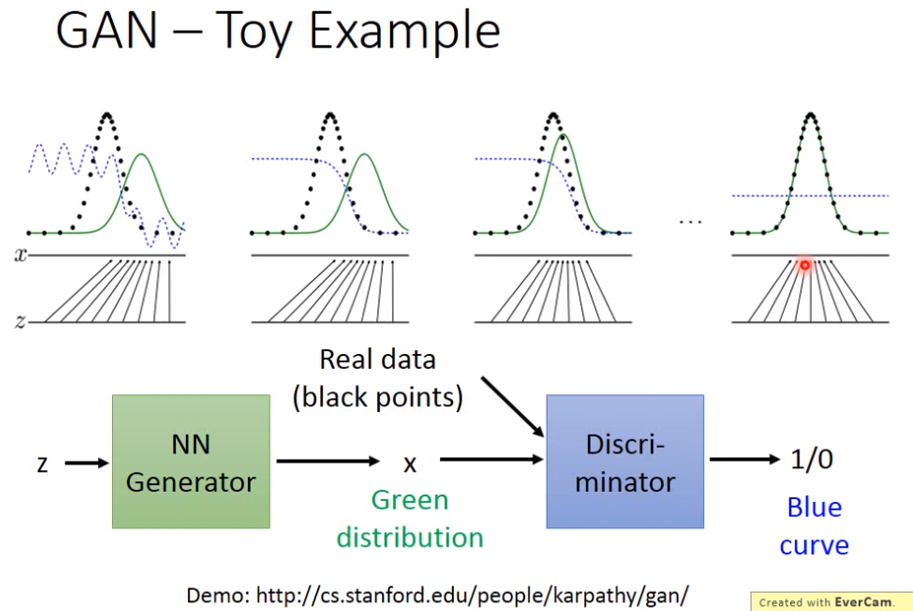 GAN – Toy Example
x
z
...
Real data
(black points)
z
NN
Generator
x
Discri-
minator
1/0
Green
distribution
Blue
curve
Demo: http://cs.stanford.edu/people/karpathy/gan/
Created with EverCam.